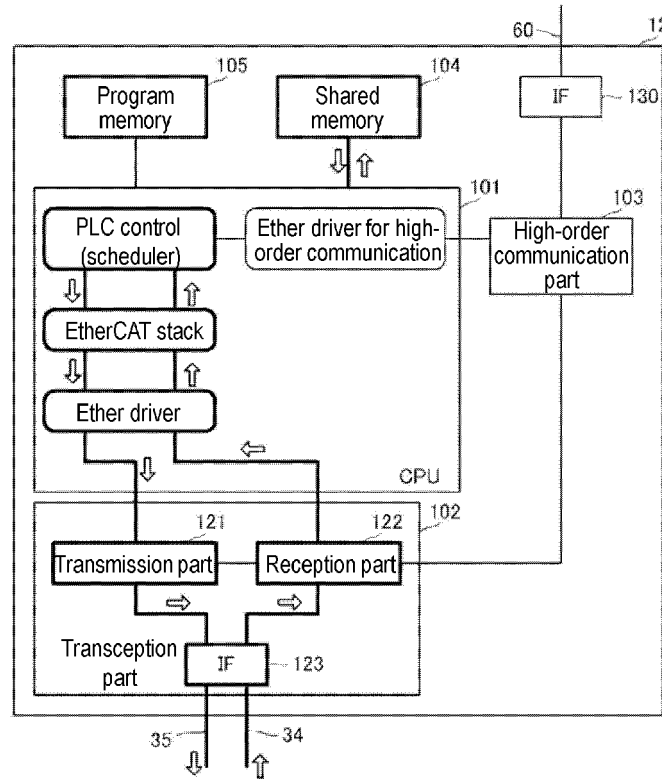 60
12
105
104
Program
memory
Shared
memory
IF
130
101
103
PLC control
(scheduler)
Ether driver for high-
order communication
High-order
communication
part
EtherCAT stack
Ether driver
CPU
102
121
122
Transmission part
Reception part
Transception
part
IF
123
35
34